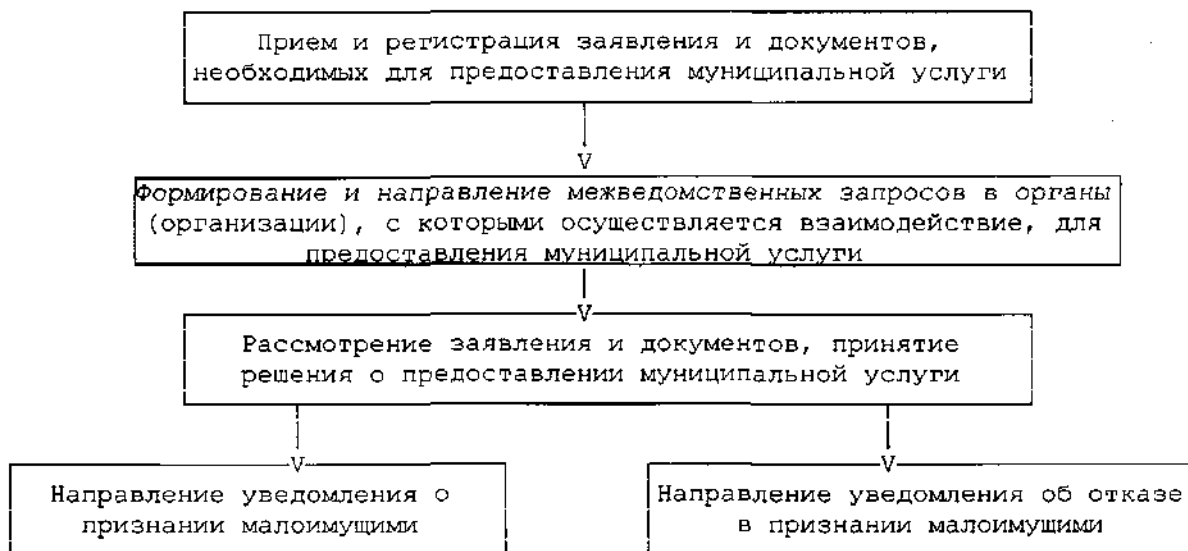 Прием и регистрация заявления и документов,
необходимых для предоставления муниципальной услуги
V
Формирование и направление межведомственных запросов в органы
(организации), с которыми осуществляется взаимодействие, для
предоставления муниципальной услуги
V
Рассмотрение заявления и документов, принятие
решения о предоставлении муниципальной услуги
V
V
Направление уведомления о
признании малоимущими
Направление уведомления об отказе
в признании малоимущими